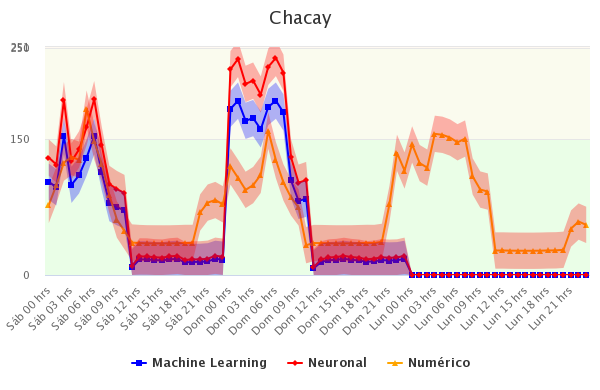 Chacay
250
150
0
Sáb 00 hrs
Sáb 03 hrs
Sáb 06 hrs
Sáb 09 hrs
Sáb 12 hrs
Sáb 15 hrs
Sáb 18 hrs
Sáb 21 hrs
Dom 00 hrs
Dom 03 hrs
Dom 06 hrs
Dom 09 hrs
Dom 12 hrs
Dom 15 hrs
Dom 18 hrs
Dom 21 hrs
Lun 00 hrs
Lun 03 hrs
Lun 06 hrs
Lun 09 hrs
Lun 12 hrs
Lun 15 hrs
Lun 18 hrs
Lun 21 hrs
Machine Learning Neuronal Numérico